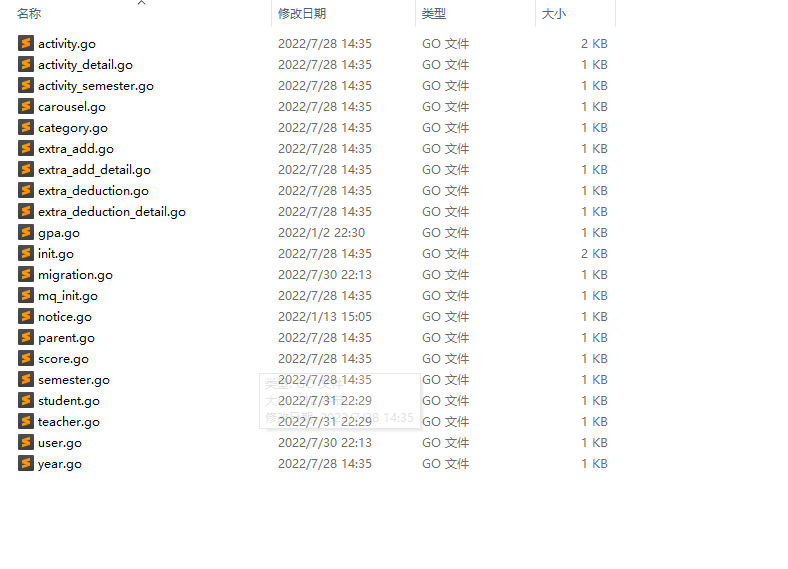 名称 修改日期 类型 大小
activity.go 2022/7/28 14:35 GO 文件 2 KB
activity_detail.go 2022/7/28 14:35 GO 文件 1 KB
activity_semester.go 2022/7/28 14:35 GO 文件 1 KB
carousel.go 2022/7/28 14:35 GO 文件 1 KB
category.go 2022/7/28 14:35 GO 文件 1 KB
extra_add.go 2022/7/28 14:35 GO 文件 1 KB
extra_add_detail.go 2022/7/28 14:35 GO 文件 1 KB
extra_deduction.go 2022/7/28 14:35 GO 文件 1 KB
extra_deduction_detail.go 2022/7/28 14:35 GO 文件 1 KB
gpa.go 2022/1/2 22:30 GO 文件 1 KB
init.go 2022/7/28 14:35 GO 文件 2 KB
migration.go 2022/7/30 22:13 GO 文件 1 KB
mq_init.go 2022/7/28 14:35 GO 文件 1 KB
notice.go 2022/1/13 15:05 GO 文件 1 KB
parent.go 2022/7/28 14:35 GO 文件 1 KB
score.go 2022/7/28 14:35 GO 文件 1 KB
semester.go 2022/7/28 14:35 GO 文件 1 KB
类型: GO 文件
student.go 2022/7/31 22:29 GO 文件 1 KB
teacher.go 2022/7/31 22:29 GO 文件 1 KB
修改日期: 2022/7/28 14:35
user.go 2022/7/30 22:13 GO 文件 1 KB
year.go 2022/7/28 14:35 GO 文件 1 KB